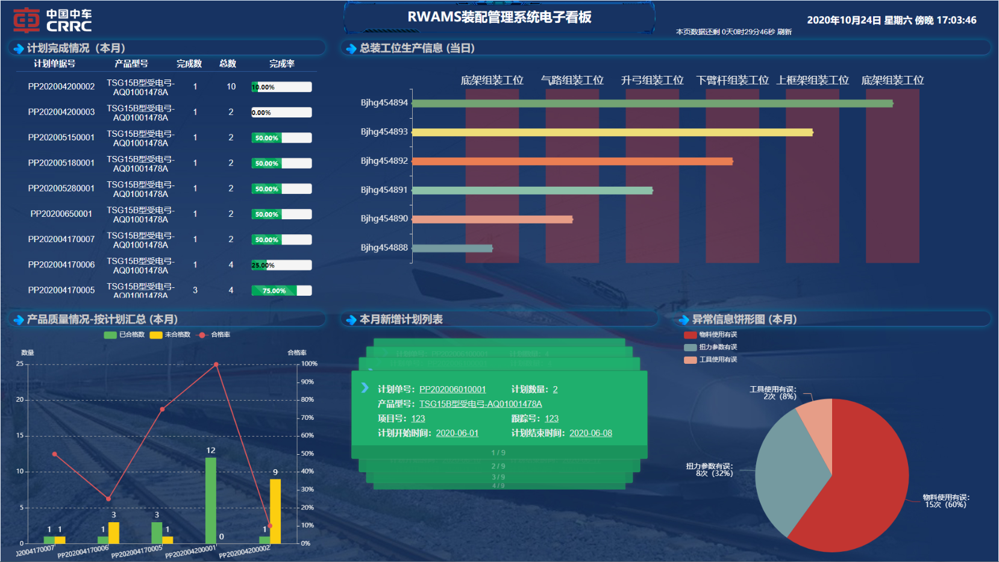 中国中车
CRRC
RWAMS装配管理系统电子看板
2020年10月24日 星期六 傍晚 17:03:46
本页数据还剩 0天0时29分46秒 刷新
计划完成情况（本月）
计划单据号 产品型号 完成数 总数 完成率
PP202004200002 TSG15B型受电弓-AQ01001478A 1 10 10.00%
PP202004200003 TSG15B型受电弓-AQ01001478A 1 2 0.00%
PP202005150001 TSG15B型受电弓-AQ01001478A 1 2 50.00%
PP202005180001 TSG15B型受电弓-AQ01001478A 1 2 50.00%
PP202005280001 TSG15B型受电弓-AQ01001478A 1 2 50.00%
PP20200650001 TSG15B型受电弓-AQ01001478A 1 2 50.00%
PP202004170007 TSG15B型受电弓-AQ01001478A 1 2 50.00%
PP202004170006 TSG15B型受电弓-AQ01001478A 1 4 25.00%
PP202004170005 TSG15B型受电弓-AQ01001478A 3 4 75.00%
总装工位生产信息 (当日)
底架组装工位 气路组装工位 升弓组装工位 下臂杆组装工位 上框架组装工位 底架组装工位
Bjhg454894
Bjhg454893
Bjhg454892
Bjhg454891
Bjhg454890
Bjhg454888
产品质量情况-按计划汇总 (本月)
已合格数 未合格数 合格率
数量 合格率
25 100%
90%
20 80%
70%
15 60%
50%
10 40%
30%
5 20%
10%
0 0%
1 1 1 3 3 1 12 0 1 9
02004170007 PP202004170006 PP202004170005 PP202004200001 PP202004200002
本月新增计划列表
计划单号：PP202006010001 计划数量：2
产品型号：TSG15B型受电弓-AQ01001478A
项目号：123 跟踪号：123
计划开始时间：2020-06-01 计划结束时间：2020-06-08
1 / 9
2 / 9
3 / 9
4 / 9
异常信息饼形图 (本月)
物料使用有误
扭力参数有误
工具使用有误
工具使用有误:
2次（8%）
扭力参数有误:
8次（32%）
物料使用有误:
15次（60%）